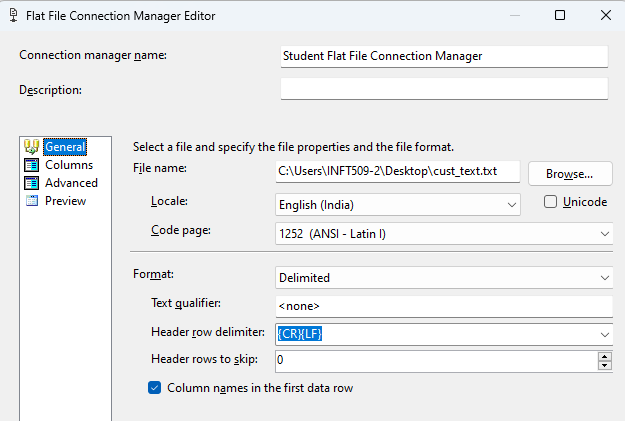 Flat File Connection Manager Editor
Connection manager name: Student Flat File Connection Manager
Description:
General
Columns
Advanced
Preview
Select a file and specify the file properties and the file format.
File name: C:\Users\INFT509-2\Desktop\cust_text.txt Browse...
Locale: English (India) Unicode
Code page: 1252 (ANSI - Latin I)
Format: Delimited
Text qualifier: <none>
Header row delimiter: {CR}{LF}
Header rows to skip: 0
Column names in the first data row